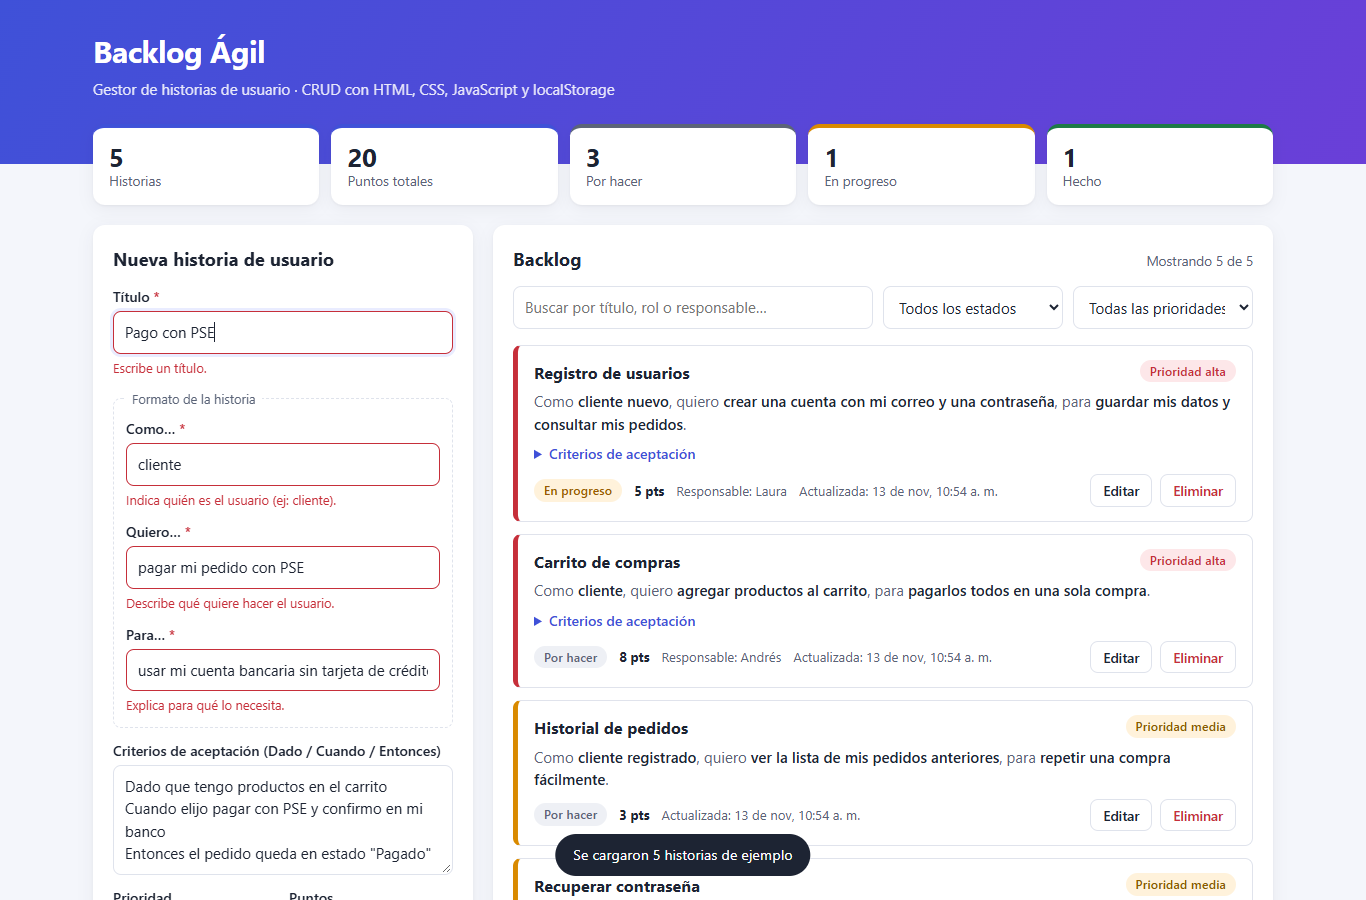 Backlog Ágil
Gestor de historias de usuario · CRUD con HTML, CSS, JavaScript y localStorage
5
Historias
20
Puntos totales
3
Por hacer
1
En progreso
1
Hecho
Nueva historia de usuario
Título *
Pago con PSE
Escribe un título.
Formato de la historia
Como... *
cliente
Indica quién es el usuario (ej: cliente).
Quiero... *
pagar mi pedido con PSE
Describe qué quiere hacer el usuario.
Para... *
usar mi cuenta bancaria sin tarjeta de crédito
Explica para qué lo necesita.
Criterios de aceptación (Dado / Cuando / Entonces)
Dado que tengo productos en el carrito
Cuando elijo pagar con PSE y confirmo en mi
banco
Entonces el pedido queda en estado "Pagado"
Prioridad Puntos
Backlog
Mostrando 5 de 5
Buscar por título, rol o responsable...
Todos los estados
Todas las prioridades
Registro de usuarios
Prioridad alta
Como cliente nuevo, quiero crear una cuenta con mi correo y una contraseña, para guardar mis datos y
consultar mis pedidos.
Criterios de aceptación
En progreso 5 pts Responsable: Laura Actualizada: 13 de nov, 10:54 a. m.
Editar
Eliminar
Carrito de compras
Prioridad alta
Como cliente, quiero agregar productos al carrito, para pagarlos todos en una sola compra.
Criterios de aceptación
Por hacer 8 pts Responsable: Andrés Actualizada: 13 de nov, 10:54 a. m.
Editar
Eliminar
Historial de pedidos
Prioridad media
Como cliente registrado, quiero ver la lista de mis pedidos anteriores, para repetir una compra
fácilmente.
Por hacer 3 pts Actualizada: 13 de nov, 10:54 a. m.
Editar
Eliminar
Se cargaron 5 historias de ejemplo
Recuperar contraseña
Prioridad media